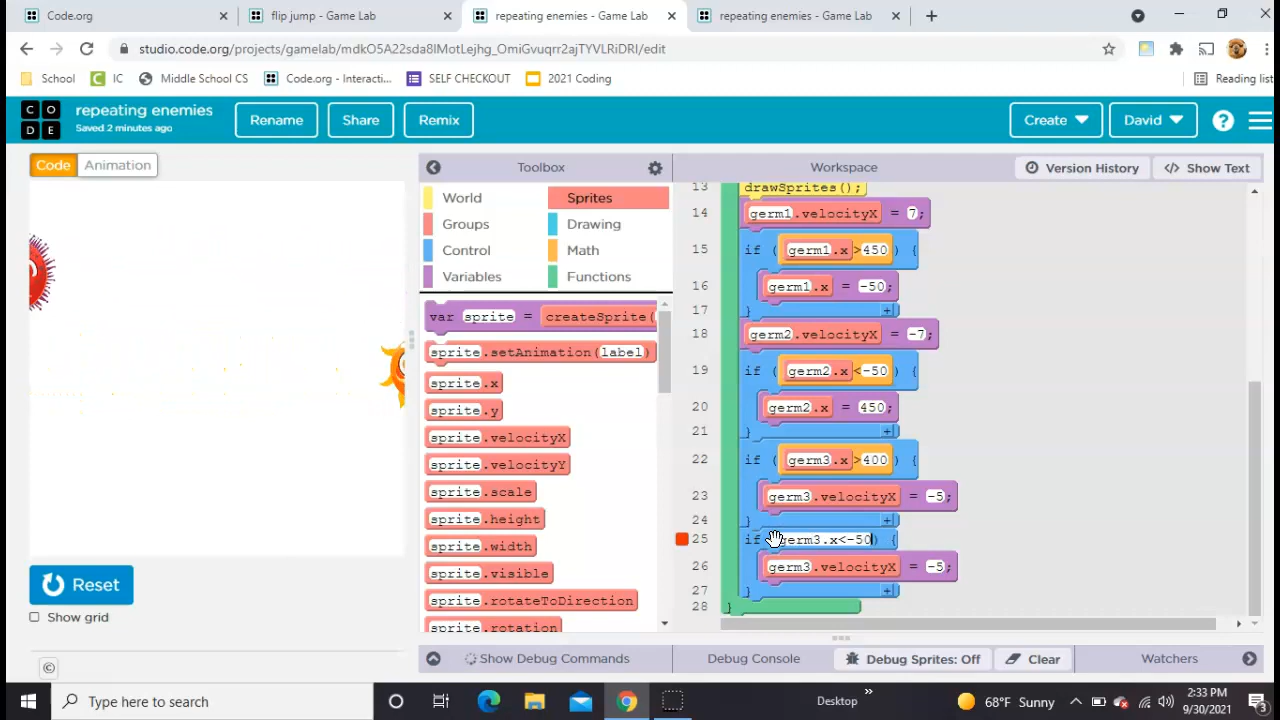 Code.org
flip jump - Game Lab
repeating enemies - Game Lab
repeating enemies - Game Lab
studio.code.org/projects/gamelab/mdkO5A22sda8lMotLejhg_OmiGvuqrr2ajTYVLRiDRI/edit
School
IC
Middle School CS
Code.org - Interacti...
SELF CHECKOUT
2021 Coding
Reading list
CODE
repeating enemies
Saved 2 minutes ago
Rename
Share
Remix
Create
David
?
Code
Animation
Toolbox
Workspace
Version History
</> Show Text
World
Sprites
Groups
Drawing
Control
Math
Variables
Functions
var sprite = createSprite(
sprite.setAnimation(label)
sprite.x
sprite.y
sprite.velocityX
sprite.velocityY
sprite.scale
sprite.height
sprite.width
sprite.visible
sprite.rotateToDirection
sprite.rotation
13 drawSprites();
14 germ1.velocityX = 7;
15 if (germ1.x>450) {
16 germ1.x = -50;
17 }
18 germ2.velocityX = -7;
19 if (germ2.x<-50) {
20 germ2.x = 450;
21 }
22 if (germ3.x>400) {
23 germ3.velocityX = -5;
24 }
25 if (germ3.x<-50) {
26 germ3.velocityX = -5;
27 }
28 }
Reset
Show grid
©
Show Debug Commands
Debug Console
Debug Sprites: Off
Clear
Watchers
Type here to search
Desktop
68°F Sunny
2:33 PM
9/30/2021
3